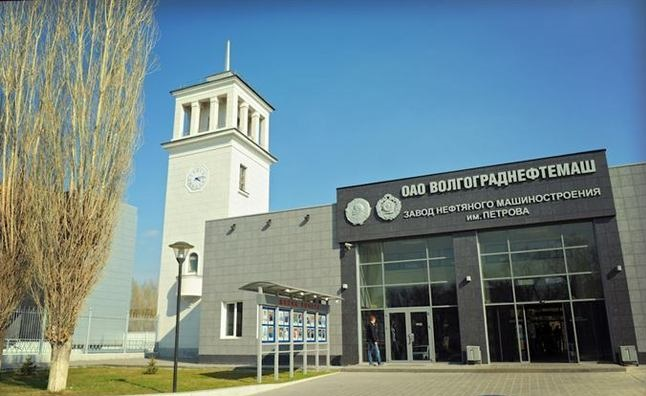 ОАО ВОЛГОГРАДНЕФТЕМАШ
ЗАВОД НЕФТЯНОГО МАШИНОСТРОЕНИЯ
им. ПЕТРОВА